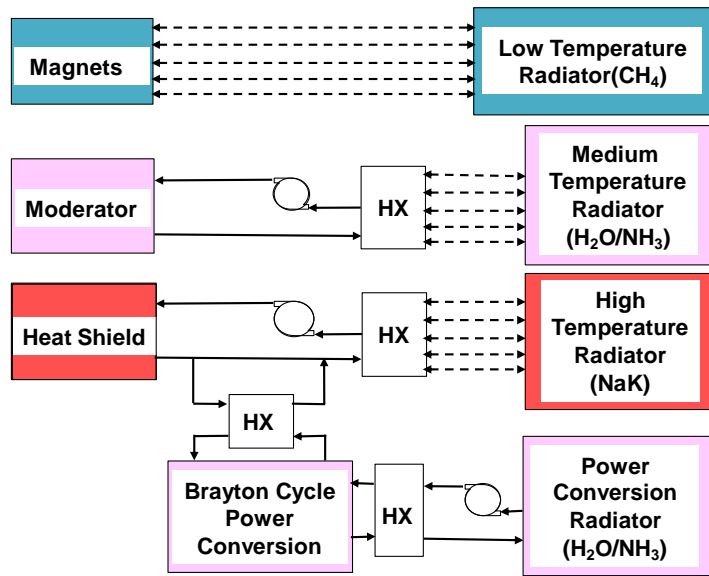 Magnets
Low Temperature
Radiator(CH₄)
Moderator
HX
Medium
Temperature
Radiator
(H₂O/NH₃)
Heat Shield
HX
High
Temperature
Radiator
(NaK)
HX
Brayton Cycle
Power
Conversion
HX
Power
Conversion
Radiator
(H₂O/NH₃)